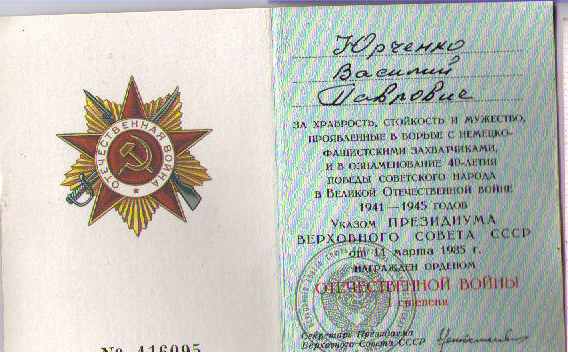 ОТЕЧЕСТВЕННАЯ ВОЙНА
№ 416095
Юрченко
Василий
Павлович
ЗА ХРАБРОСТЬ, СТОЙКОСТЬ И МУЖЕСТВО,
ПРОЯВЛЕННЫЕ В БОРЬБЕ С НЕМЕЦКО-
ФАШИСТСКИМИ ЗАХВАТЧИКАМИ,
И В ОЗНАМЕНОВАНИЕ 40-ЛЕТИЯ
ПОБЕДЫ СОВЕТСКОГО НАРОДА
В ВЕЛИКОЙ ОТЕЧЕСТВЕННОЙ ВОЙНЕ
1941—1945 ГОДОВ
УКАЗОМ ПРЕЗИДИУМА
ВЕРХОВНОГО СОВЕТА СССР
от 11 марта 1985 г.
НАГРАЖДЕН ОРДЕНОМ
ОТЕЧЕСТВЕННОЙ ВОЙНЫ
I степени
Секретарь Президиума
Верховного Совета СССР